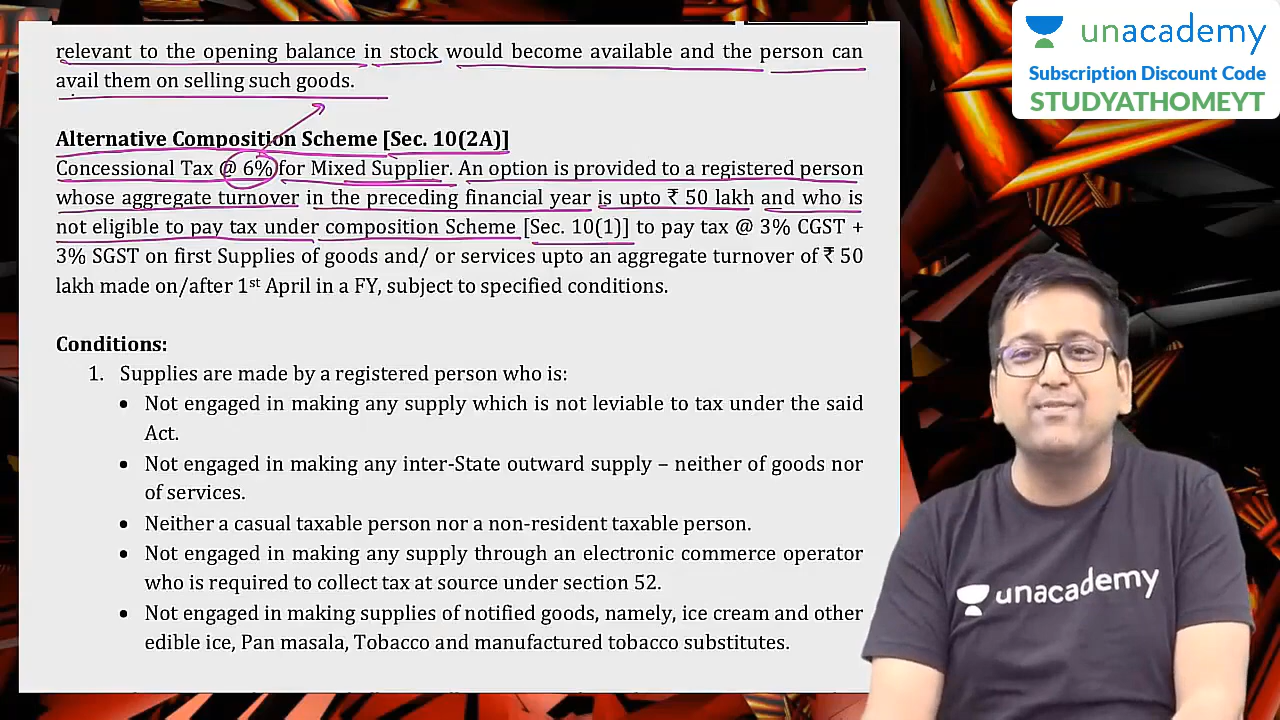 relevant to the opening balance in stock would become available and the person can
avail them on selling such goods.
Alternative Composition Scheme [Sec. 10(2A)]
Concessional Tax @ 6% for Mixed Supplier. An option is provided to a registered person
whose aggregate turnover in the preceding financial year is upto ₹ 50 lakh and who is
not eligible to pay tax under composition Scheme [Sec. 10(1)] to pay tax @ 3% CGST +
3% SGST on first Supplies of goods and/ or services upto an aggregate turnover of ₹ 50
lakh made on/after 1st April in a FY, subject to specified conditions.
Conditions:
1. Supplies are made by a registered person who is:
• Not engaged in making any supply which is not leviable to tax under the said
Act.
• Not engaged in making any inter-State outward supply – neither of goods nor
of services.
• Neither a casual taxable person nor a non-resident taxable person.
• Not engaged in making any supply through an electronic commerce operator
who is required to collect tax at source under section 52.
• Not engaged in making supplies of notified goods, namely, ice cream and other
edible ice, Pan masala, Tobacco and manufactured tobacco substitutes.
unacademy
Subscription Discount Code
STUDYATHOMEYT
unacademy